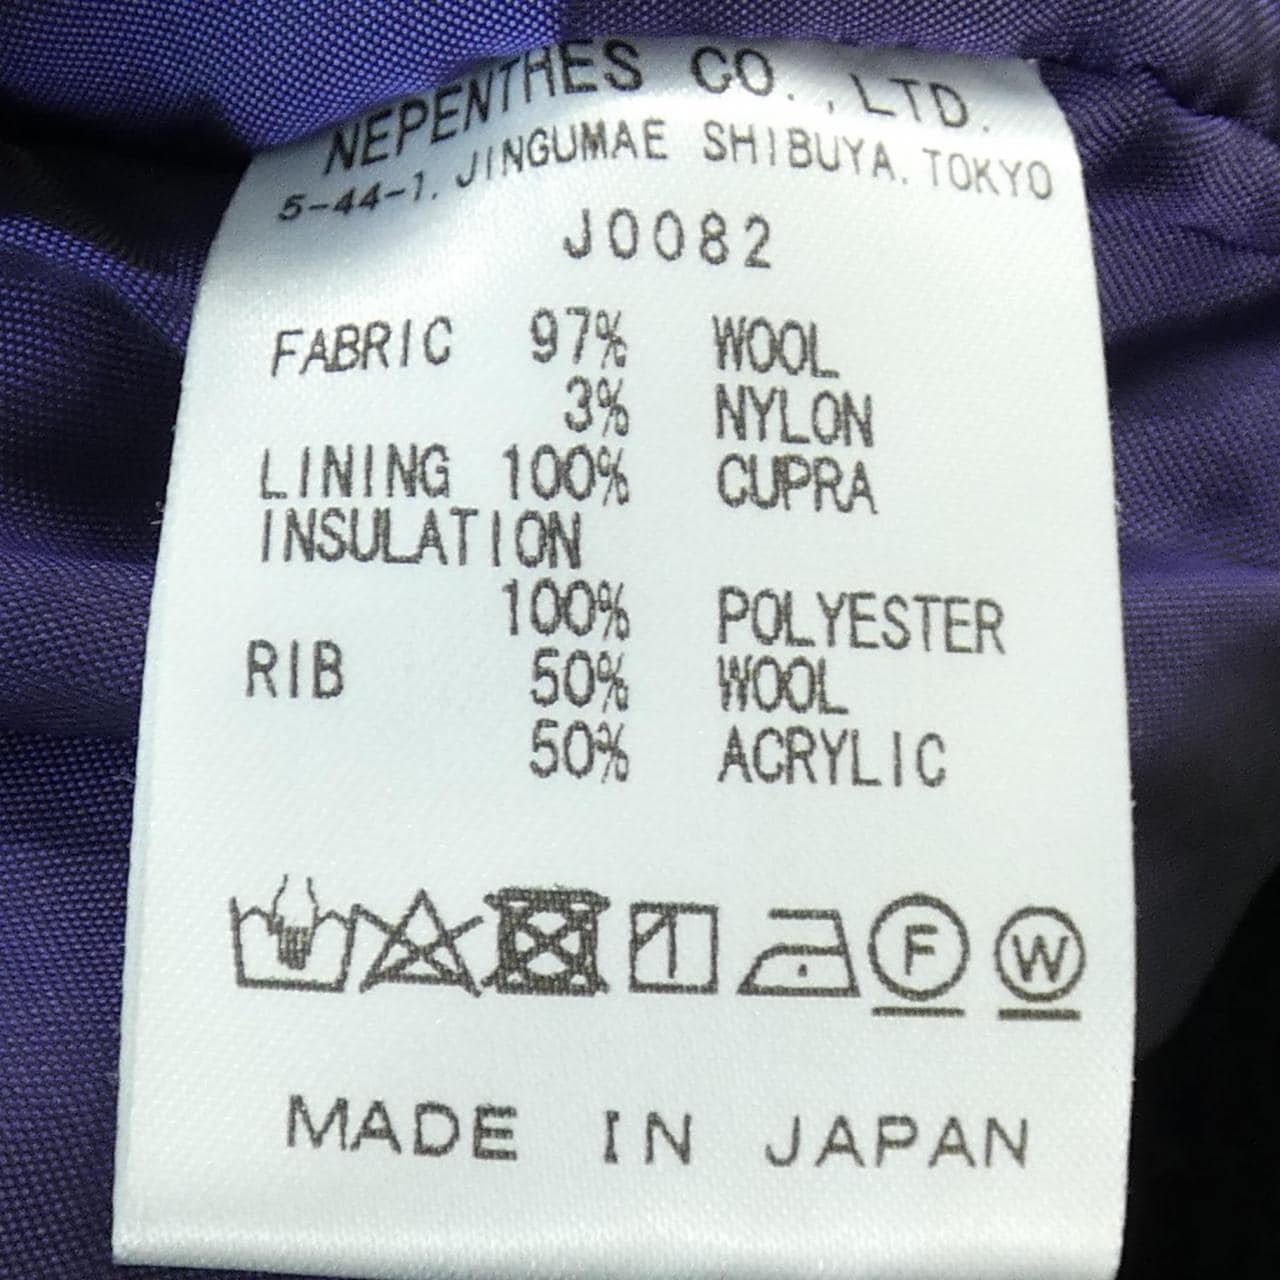 NEPENTHES CO.,LTD.
5-44-1, JINGUMAE SHIBUYA, TOKYO
J0082
FABRIC 97% WOOL
3% NYLON
LINING 100% CUPRA
INSULATION
100% POLYESTER
RIB 50% WOOL
50% ACRYLIC
F W
MADE IN JAPAN